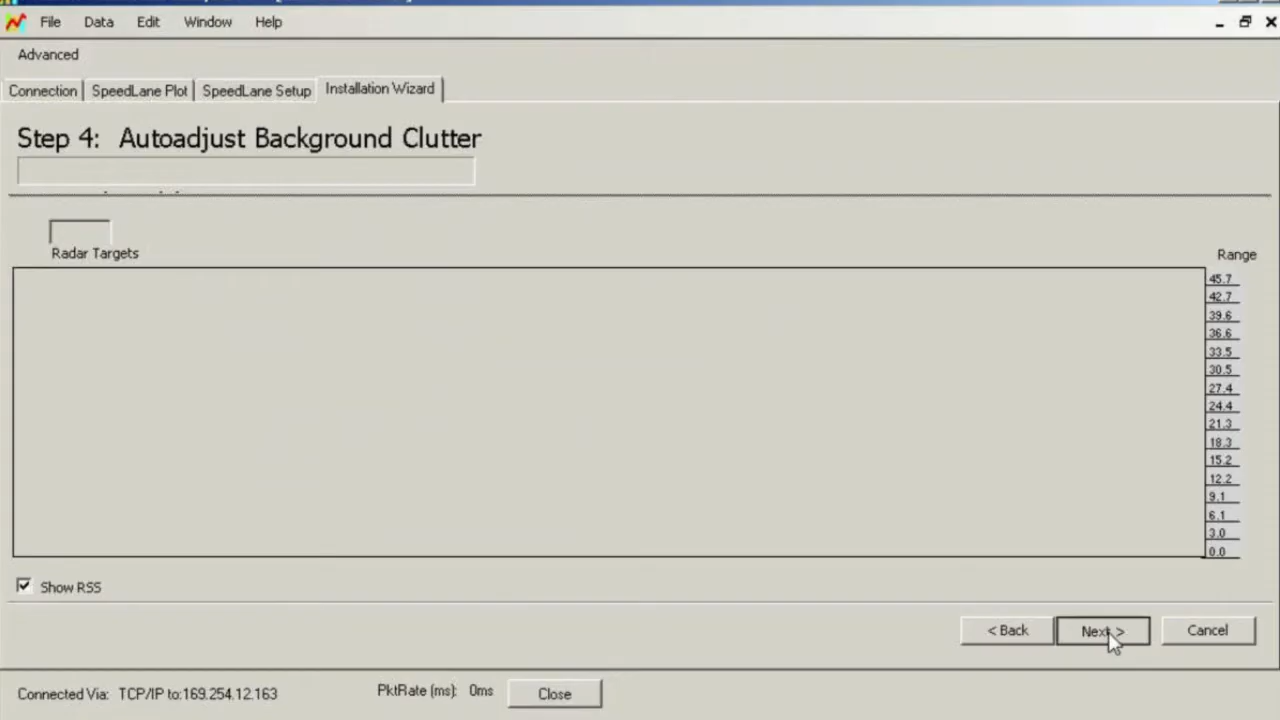 File Data Edit Window Help
Advanced
Connection SpeedLane Plot SpeedLane Setup Installation Wizard
Step 4: Autoadjust Background Clutter
Radar Targets
Range
45.7
42.7
39.6
36.6
33.5
30.5
27.4
24.4
21.3
18.3
15.2
12.2
9.1
6.1
3.0
0.0
Show RSS
< Back Next > Cancel
Connected Via: TCP/IP to:169.254.12.163 PktRate (ms): 0ms Close